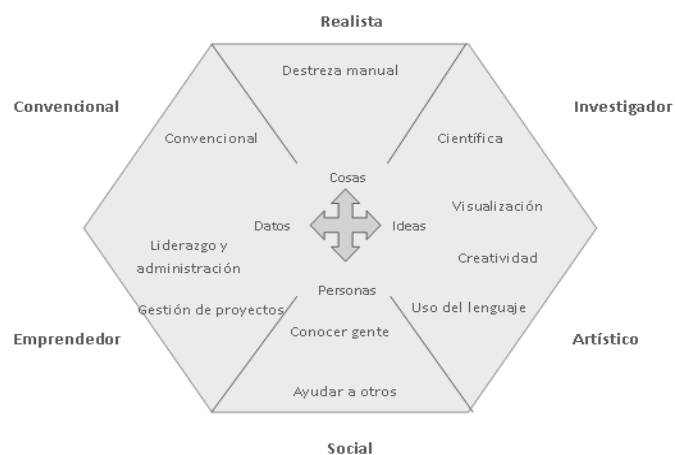 Realista
Destreza manual
Convencional
Investigador
Convencional
Científica
Cosas
Visualización
Datos
Ideas
Liderazgo y
administración
Creatividad
Personas
Gestión de proyectos
Uso del lenguaje
Conocer gente
Emprendedor
Artístico
Ayudar a otros
Social